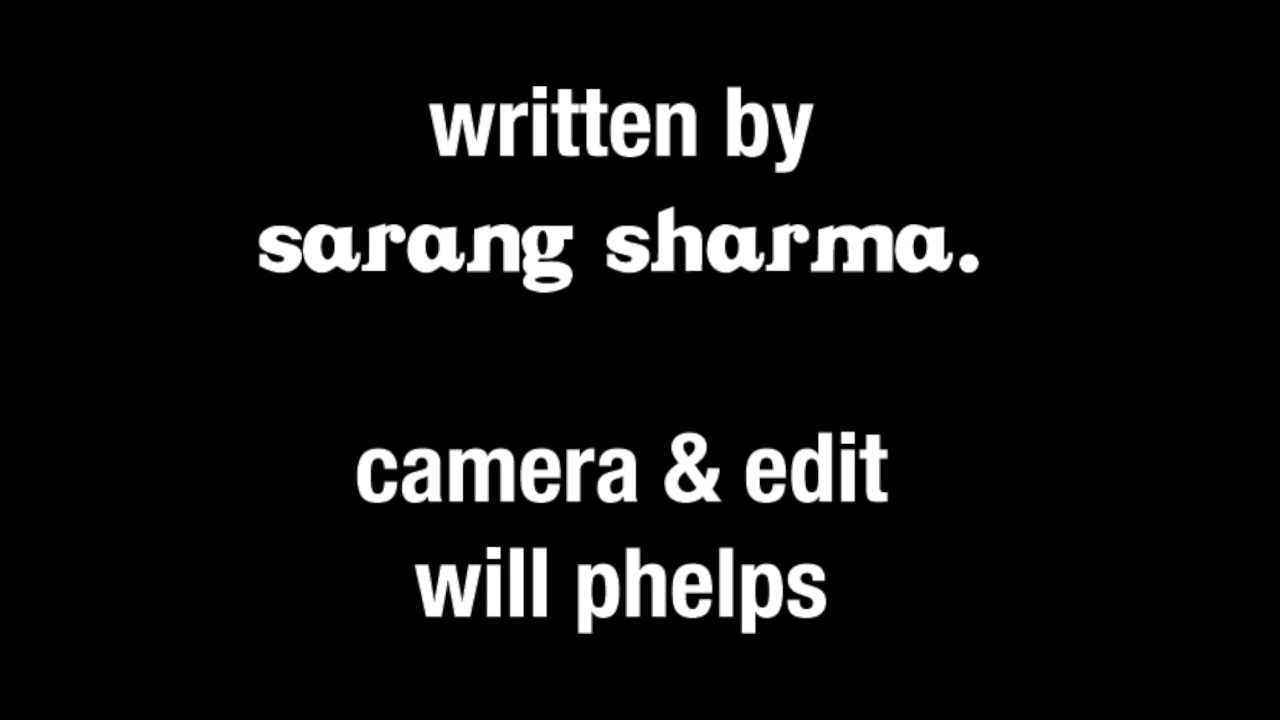 written by
sarang sharma.
camera & edit
will phelps